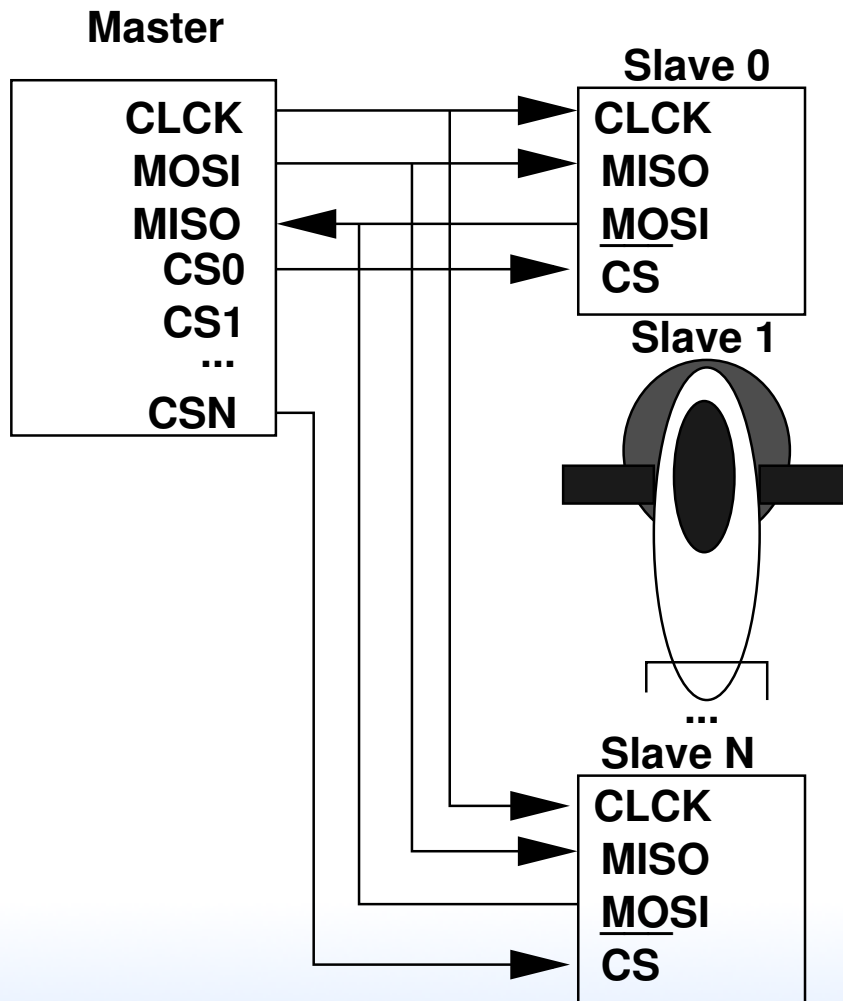 Master
CLCK
MOSI
MISO
CS0
CS1
...
CSN
Slave 0
CLCK
MISO
MOSI
CS
Slave 1
...
Slave N
CLCK
MISO
MOSI
CS